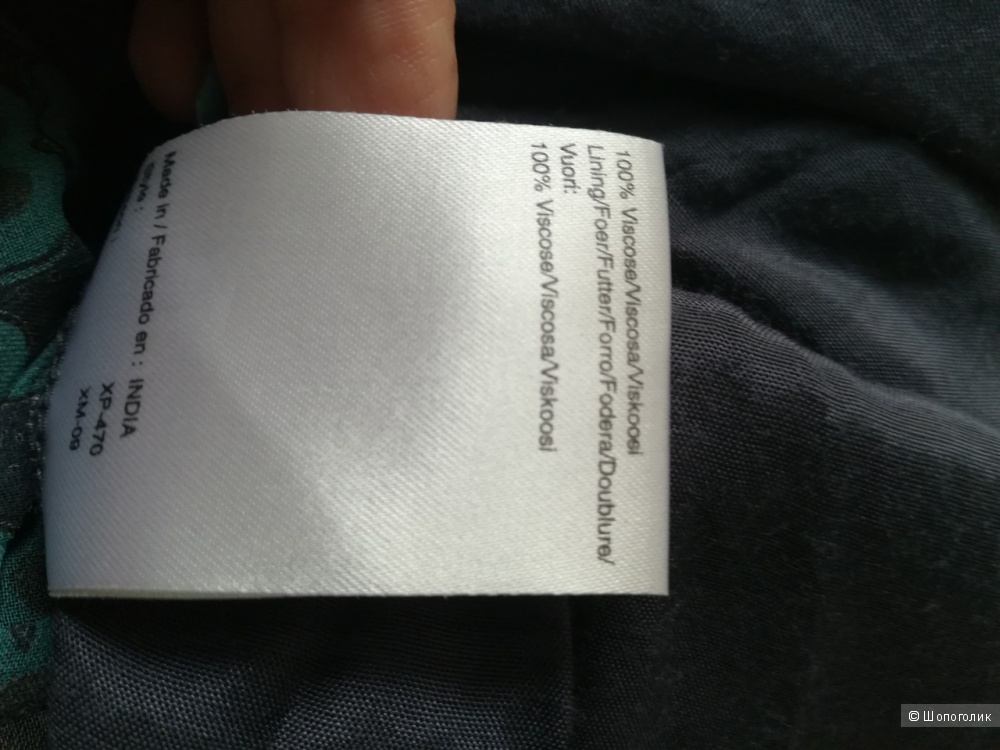 100% Viscose/Viscosa/Viskoosi
Lining/Foer/Futter/Forro/Fodera/Doublure/
Vuori:
100% Viscose/Viscosa/Viskoosi
Made in / Fabricado en : INDIA
Style : XP-470
XM-09
© Шопоголик